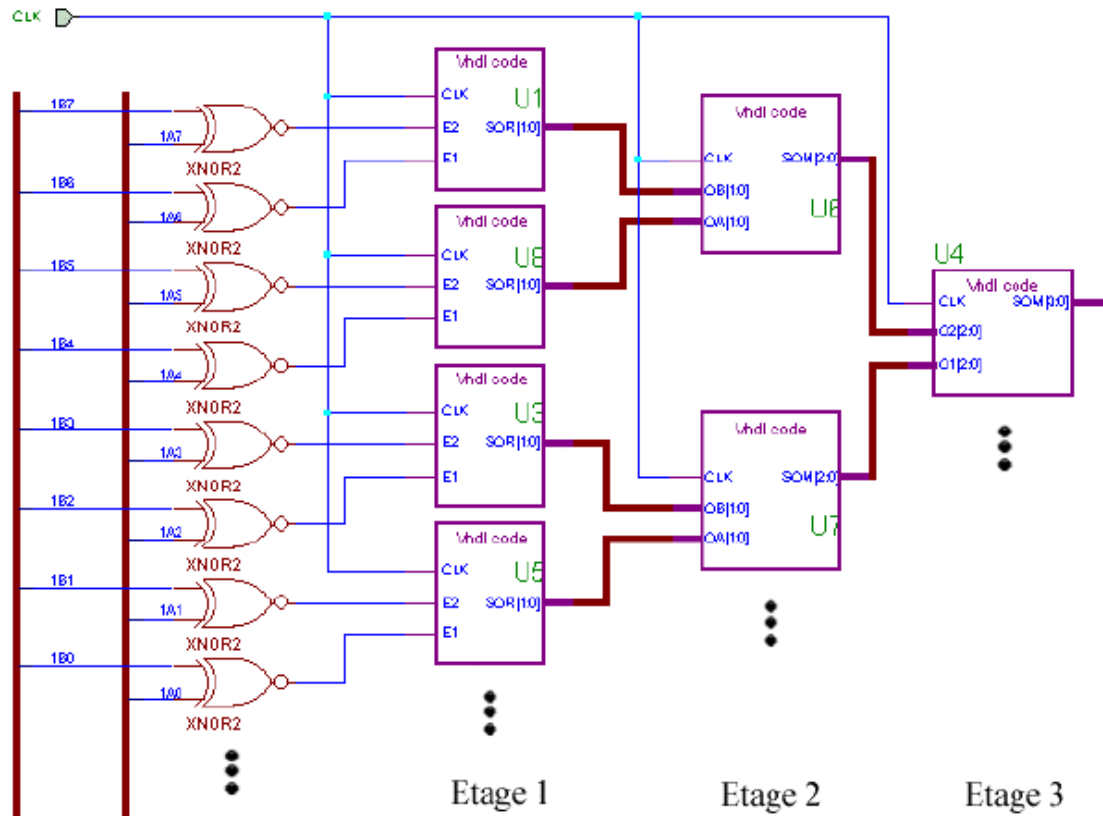 CLK
1B7
1A7
XNOR2
1B6
1A6
XNOR2
1B5
1A5
XNOR2
1B4
1A4
XNOR2
1B3
1A3
XNOR2
1B2
1A2
XNOR2
1B1
1A1
XNOR2
1B0
1A0
XNOR2
Vhdl code
U1
CLK
E2 SOR[1:0]
E1
U8
CLK
E2 SOR[1:0]
E1
Vhdl code
U3
CLK
E2 SOR[1:0]
E1
Vhdl code
U5
CLK
E2 SOR[1:0]
E1
Etage 1
Vhdl code
CLK SOM[2:0]
OB[1:0]
OA[1:0]
U6
Vhdl code
CLK SOM[2:0]
OB[1:0]
OA[1:0]
U7
Etage 2
U4
Vhdl code
CLK SOM[3:0]
O2[2:0]
O1[2:0]
Etage 3